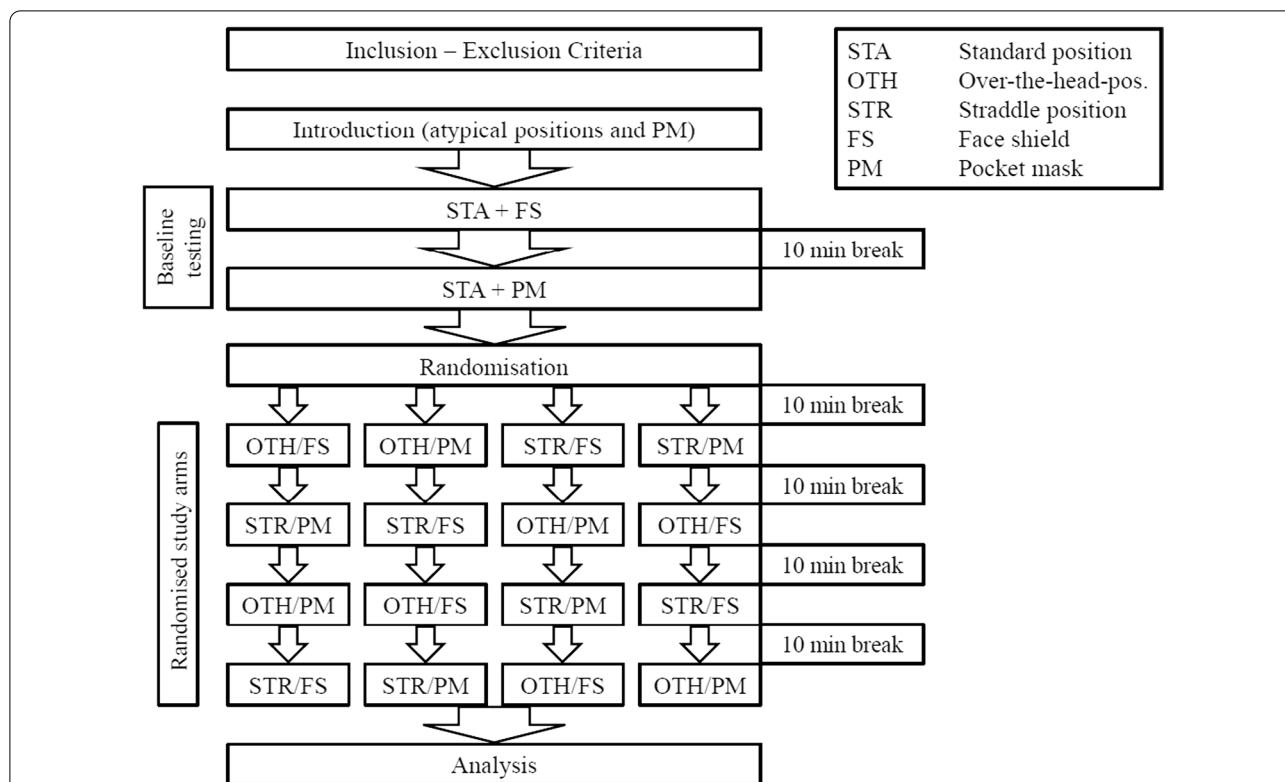 Inclusion – Exclusion Criteria
STA Standard position
OTH Over-the-head-pos.
STR Straddle position
FS Face shield
PM Pocket mask
Introduction (atypical positions and PM)
Baseline
testing
STA + FS
10 min break
STA + PM
Randomisation
10 min break
Randomised study arms
OTH/FS OTH/PM STR/FS STR/PM
10 min break
STR/PM STR/FS OTH/PM OTH/FS
10 min break
OTH/PM OTH/FS STR/PM STR/FS
10 min break
STR/FS STR/PM OTH/FS OTH/PM
Analysis